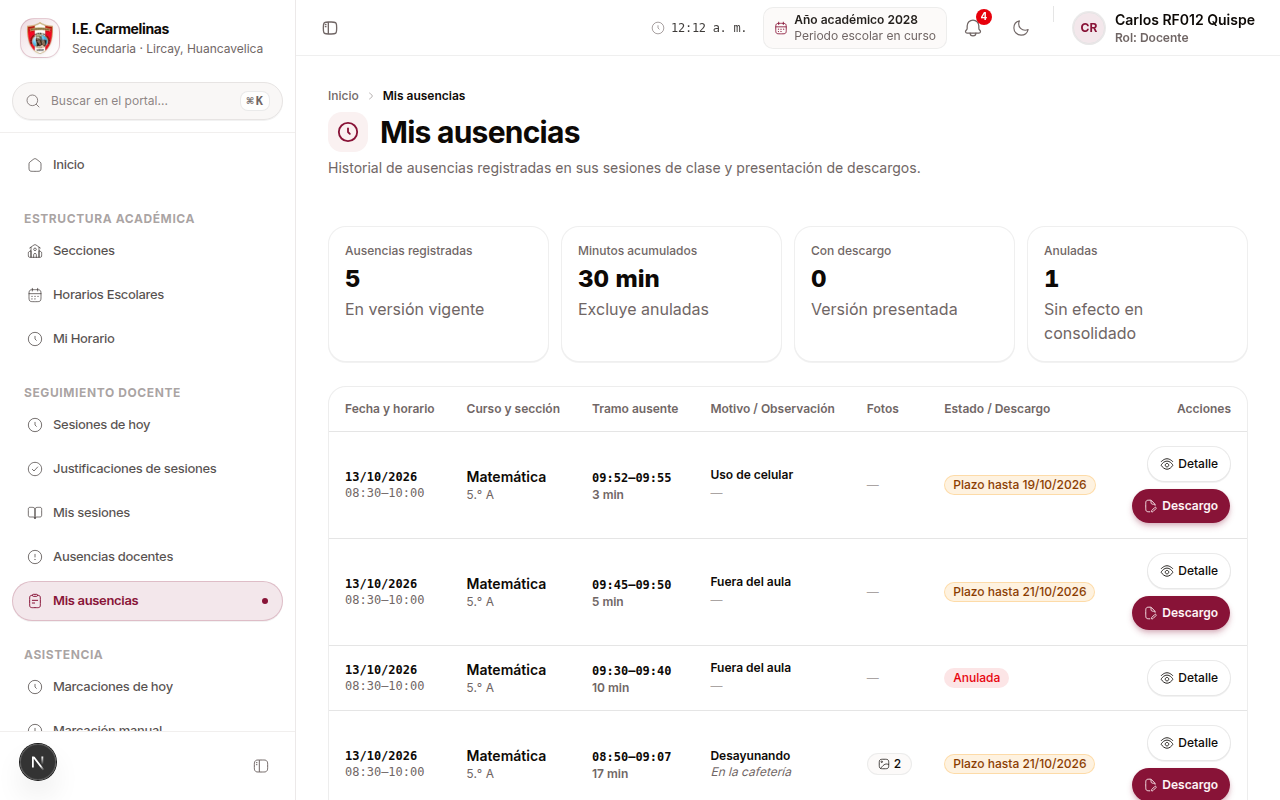 I.E. Carmelinas
Secundaria · Lircay, Huancavelica
Buscar en el portal...
⌘K
Inicio
ESTRUCTURA ACADÉMICA
Secciones
Horarios Escolares
Mi Horario
SEGUIMIENTO DOCENTE
Sesiones de hoy
Justificaciones de sesiones
Mis sesiones
Ausencias docentes
Mis ausencias
ASISTENCIA
Marcaciones de hoy
Marcación manual
N
12:12 a. m.
Año académico 2028
Periodo escolar en curso
4
CR
Carlos RF012 Quispe
Rol: Docente
Inicio > Mis ausencias
Mis ausencias
Historial de ausencias registradas en sus sesiones de clase y presentación de descargos.
Ausencias registradas
5
En versión vigente
Minutos acumulados
30 min
Excluye anuladas
Con descargo
0
Versión presentada
Anuladas
1
Sin efecto en
consolidado
Fecha y horario Curso y sección Tramo ausente Motivo / Observación Fotos Estado / Descargo Acciones
13/10/2026 Matemática 09:52–09:55 Uso de celular — Plazo hasta 19/10/2026 Detalle
08:30–10:00 5.° A 3 min — Descargo
13/10/2026 Matemática 09:45–09:50 Fuera del aula — Plazo hasta 21/10/2026 Detalle
08:30–10:00 5.° A 5 min — Descargo
13/10/2026 Matemática 09:30–09:40 Fuera del aula — Anulada Detalle
08:30–10:00 5.° A 10 min —
13/10/2026 Matemática 08:50–09:07 Desayunando 2 Plazo hasta 21/10/2026 Detalle
08:30–10:00 5.° A 17 min En la cafetería Descargo